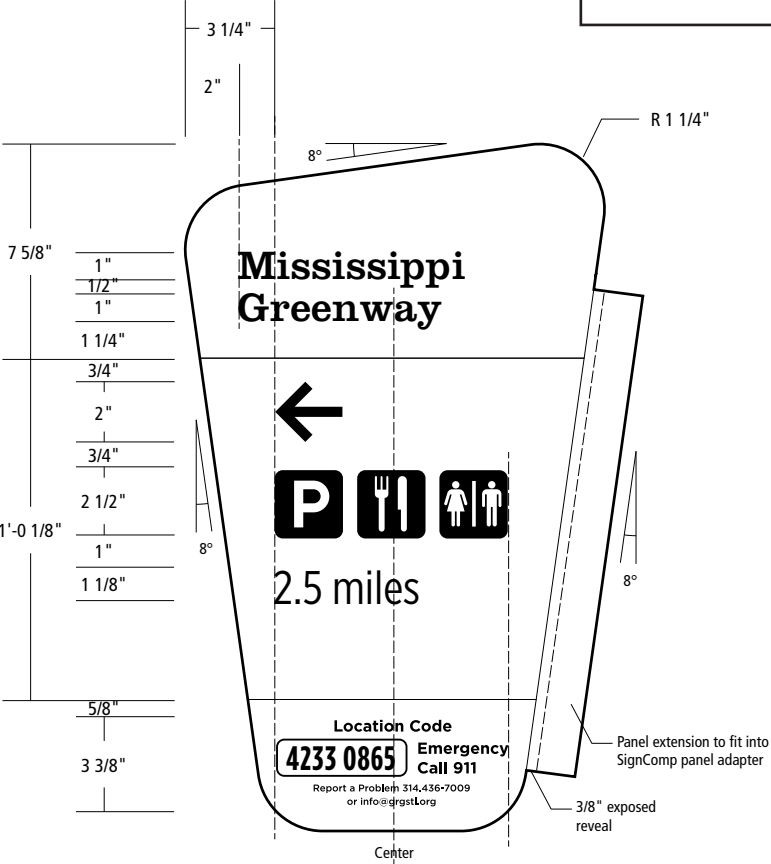 3 1/4"
2"
R 1 1/4"
8°
7 5/8"
1"
1/2"
1"
1 1/4"
Mississippi
Greenway
3/4"
2"
3/4"
2 1/2"
1'-0 1/8"
1"
1 1/8"
8°
P
8°
2.5 miles
5/8"
3 3/8"
Location Code
4233 0865
Emergency
Call 911
Report a Problem 314.436-7009
or info@grgstl.org
Panel extension to fit into
SignComp panel adapter
3/8" exposed
reveal
Center